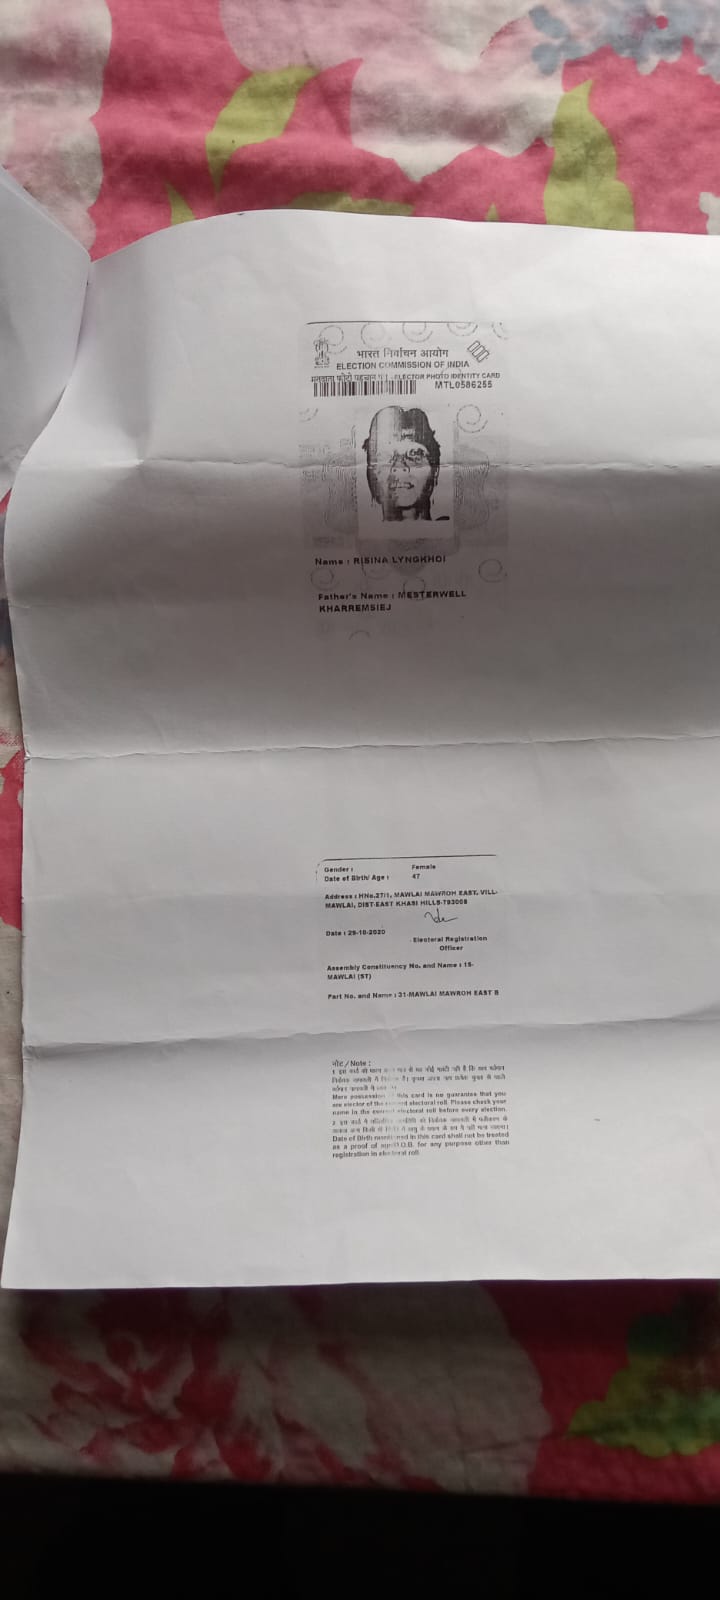 भारत निर्वाचन आयोग
ELECTION COMMISSION OF INDIA
मतदाता फोटो पहचान ELECTOR PHOTO IDENTITY CARD
MTL0586255
Name : RISINA LYNGKHOI
Father's Name : MESTERWELL
KHARREMSIEJ
Gender : Female
Date of Birth/ Age : 47
Address : HNo.27/1, MAWLAI MAWROH EAST, VILL-
MAWLAI, DIST-EAST KHASI HILLS-793008
Date : 29-10-2020
Electoral Registration
Officer
Assembly Constituency No. and Name : 15-
MAWLAI (ST)
Part No. and Name : 31-MAWLAI MAWROH EAST B
नोट / Note :
Mere possession of this card is no guarantee that you
are elector of the current electoral roll. Please check your
name in the current electoral roll before every election.
Date of Birth mentioned in this card shall not be treated
as a proof of age/D.O.B. for any purpose other than
registration in electoral roll.